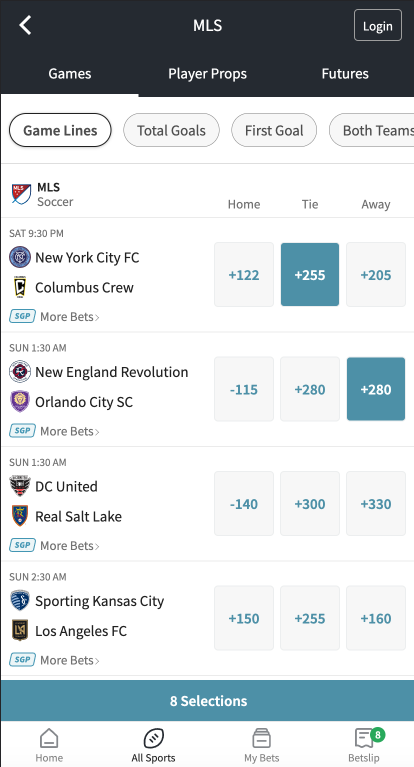 MLS
Login
Games Player Props Futures
Game Lines Total Goals First Goal Both Teams
MLS
MLS
Soccer
Home Tie Away
SAT 9:30 PM
New York City FC
Columbus Crew
+122 +255 +205
SGP More Bets
SUN 1:30 AM
New England Revolution
Orlando City SC
-115 +280 +280
SGP More Bets
SUN 1:30 AM
DC United
Real Salt Lake
-140 +300 +330
SGP More Bets
SUN 2:30 AM
Sporting Kansas City
Los Angeles FC
+150 +255 +160
SGP More Bets
8 Selections
8
Home All Sports My Bets Betslip